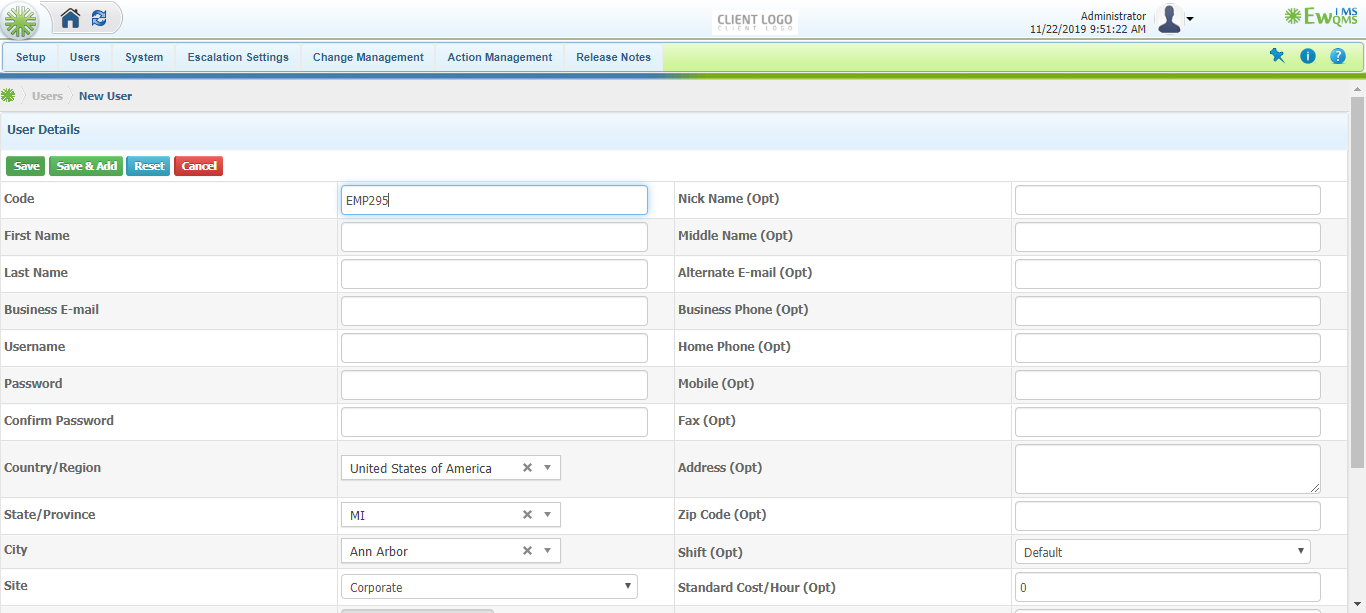 CLIENT LOGO
CLIENT LOGO
Administrator
11/22/2019 9:51:22 AM
EwQMS
iMS
Setup Users System Escalation Settings Change Management Action Management Release Notes
Users New User
User Details
Save Save & Add Reset Cancel
Code EMP295 Nick Name (Opt)
First Name Middle Name (Opt)
Last Name Alternate E-mail (Opt)
Business E-mail Business Phone (Opt)
Username Home Phone (Opt)
Password Mobile (Opt)
Confirm Password Fax (Opt)
Country/Region United States of America Address (Opt)
State/Province MI Zip Code (Opt)
City Ann Arbor Shift (Opt) Default
Site Corporate Standard Cost/Hour (Opt) 0